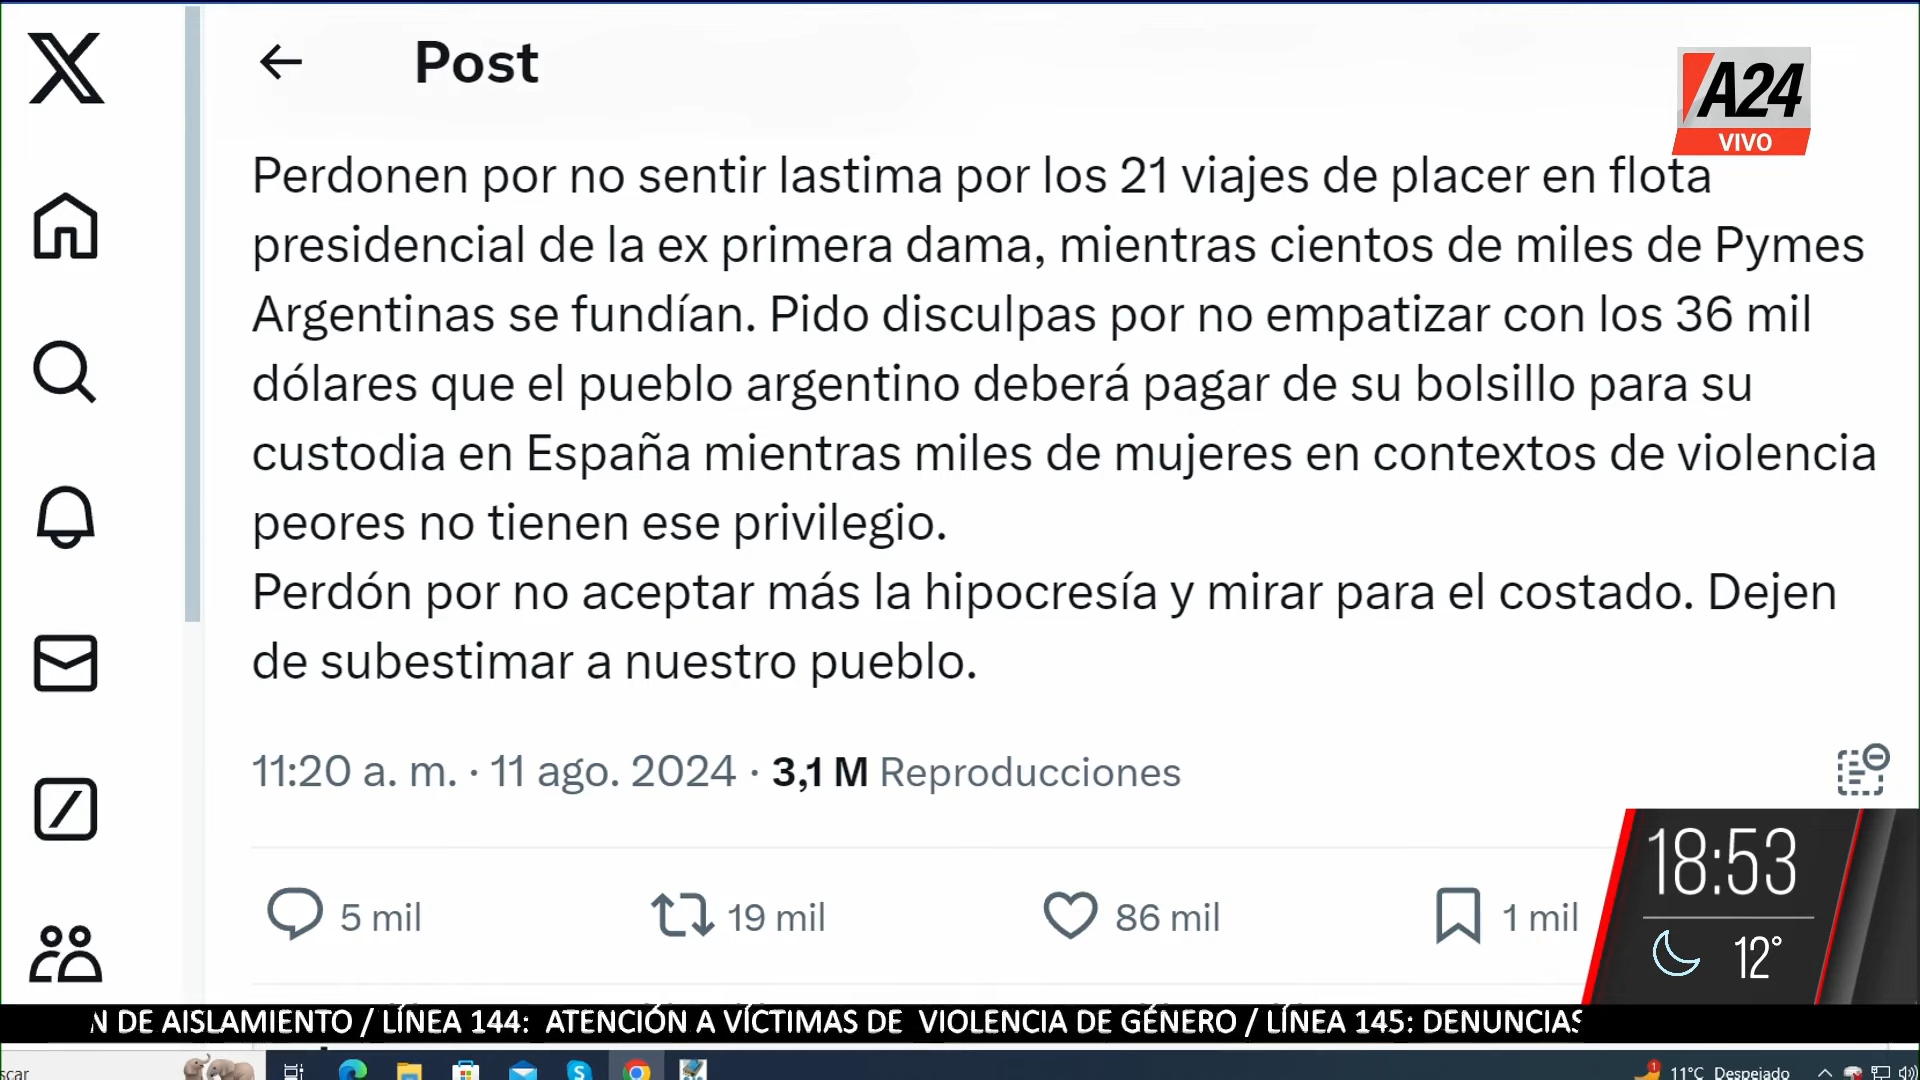 Post
A24
VIVO
Perdonen por no sentir lastima por los 21 viajes de placer en flota
presidencial de la ex primera dama, mientras cientos de miles de Pymes
Argentinas se fundían. Pido disculpas por no empatizar con los 36 mil
dólares que el pueblo argentino deberá pagar de su bolsillo para su
custodia en España mientras miles de mujeres en contextos de violencia
peores no tienen ese privilegio.
Perdón por no aceptar más la hipocresía y mirar para el costado. Dejen
de subestimar a nuestro pueblo.
11:20 a. m. · 11 ago. 2024 · 3,1 M Reproducciones
5 mil 19 mil 86 mil 1 mil
18:53
12°
N DE AISLAMIENTO / LÍNEA 144: ATENCIÓN A VÍCTIMAS DE VIOLENCIA DE GÉNERO / LÍNEA 145: DENUNCIAS
scar 1 11°C Despejado